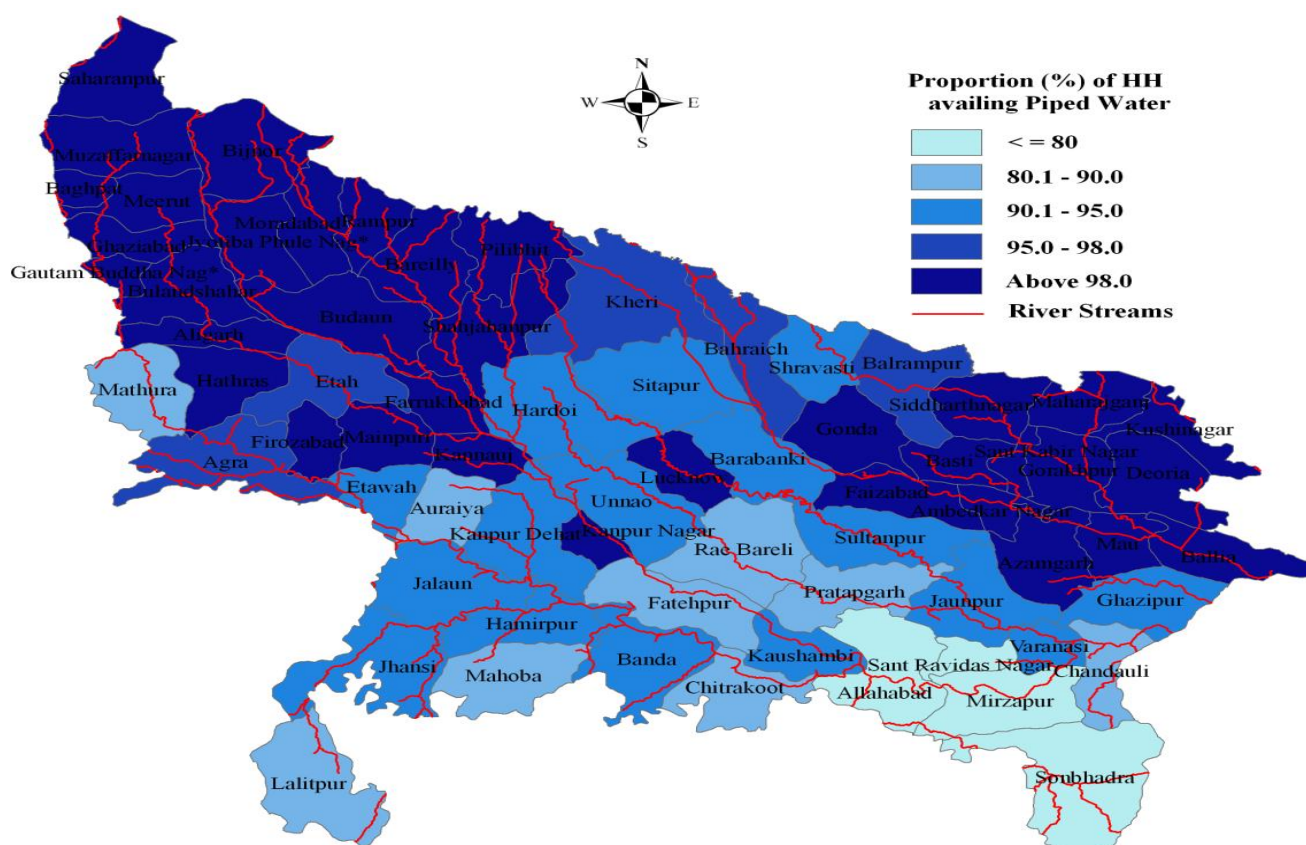 N
W
E
S
Proportion (%) of HH
availing Piped Water
< = 80
80.1 - 90.0
90.1 - 95.0
95.0 - 98.0
Above 98.0
River Streams
Saharanpur
Muzaffarnagar
Bijnor
Baghpat
Meerut
Moradabad
Rampur
Ghaziabad
Jyotiba Phule Nag*
Pilibhit
Bareilly
Gautam Buddha Nag*
Bulandshahar
Kheri
Budaun
Shahjahanpur
Aligarh
Bahraich
Shravasti
Balrampur
Mathura
Hathras
Etah
Sitapur
Farrukhabad
Hardoi
Siddharthnagar
Maharajganj
Kushinagar
Firozabad
Mainpuri
Gonda
Agra
Kannauj
Barabanki
Basti
Sant Kabir Nagar
Gorakhpur
Deoria
Lucknow
Etawah
Unnao
Faizabad
Auraiya
Ambedkar Nagar
Kanpur Dehat
Kanpur Nagar
Sultanpur
Rae Bareli
Mau
Ballia
Azamgarh
Jalaun
Pratapgarh
Jaunpur
Ghazipur
Fatehpur
Hamirpur
Varanasi
Jhansi
Banda
Kaushambi
Sant Ravidas Nagar
Chandauli
Mahoba
Chitrakoot
Allahabad
Mirzapur
Lalitpur
Sonbhadra